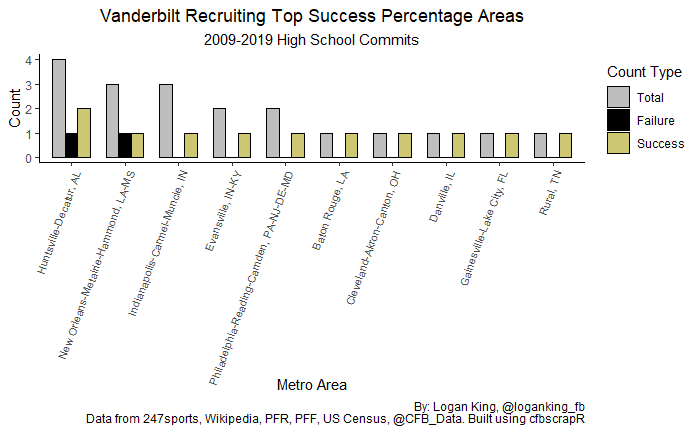 Vanderbilt Recruiting Top Success Percentage Areas
2009-2019 High School Commits
Count
4
3
2
1
0
Huntsville-Decatur, AL
New Orleans-Metairie-Hammond, LA-MS
Indianapolis-Carmel-Muncie, IN
Evansville, IN-KY
Philadelphia-Reading-Camden, PA-NJ-DE-MD
Baton Rouge, LA
Cleveland-Akron-Canton, OH
Danville, IL
Gainesville-Lake City, FL
Rural, TN
Metro Area
Count Type
Total
Failure
Success
By: Logan King, @loganking_fb
Data from 247sports, Wikipedia, PFR, PFF, US Census, @CFB_Data. Built using cfbscrapR